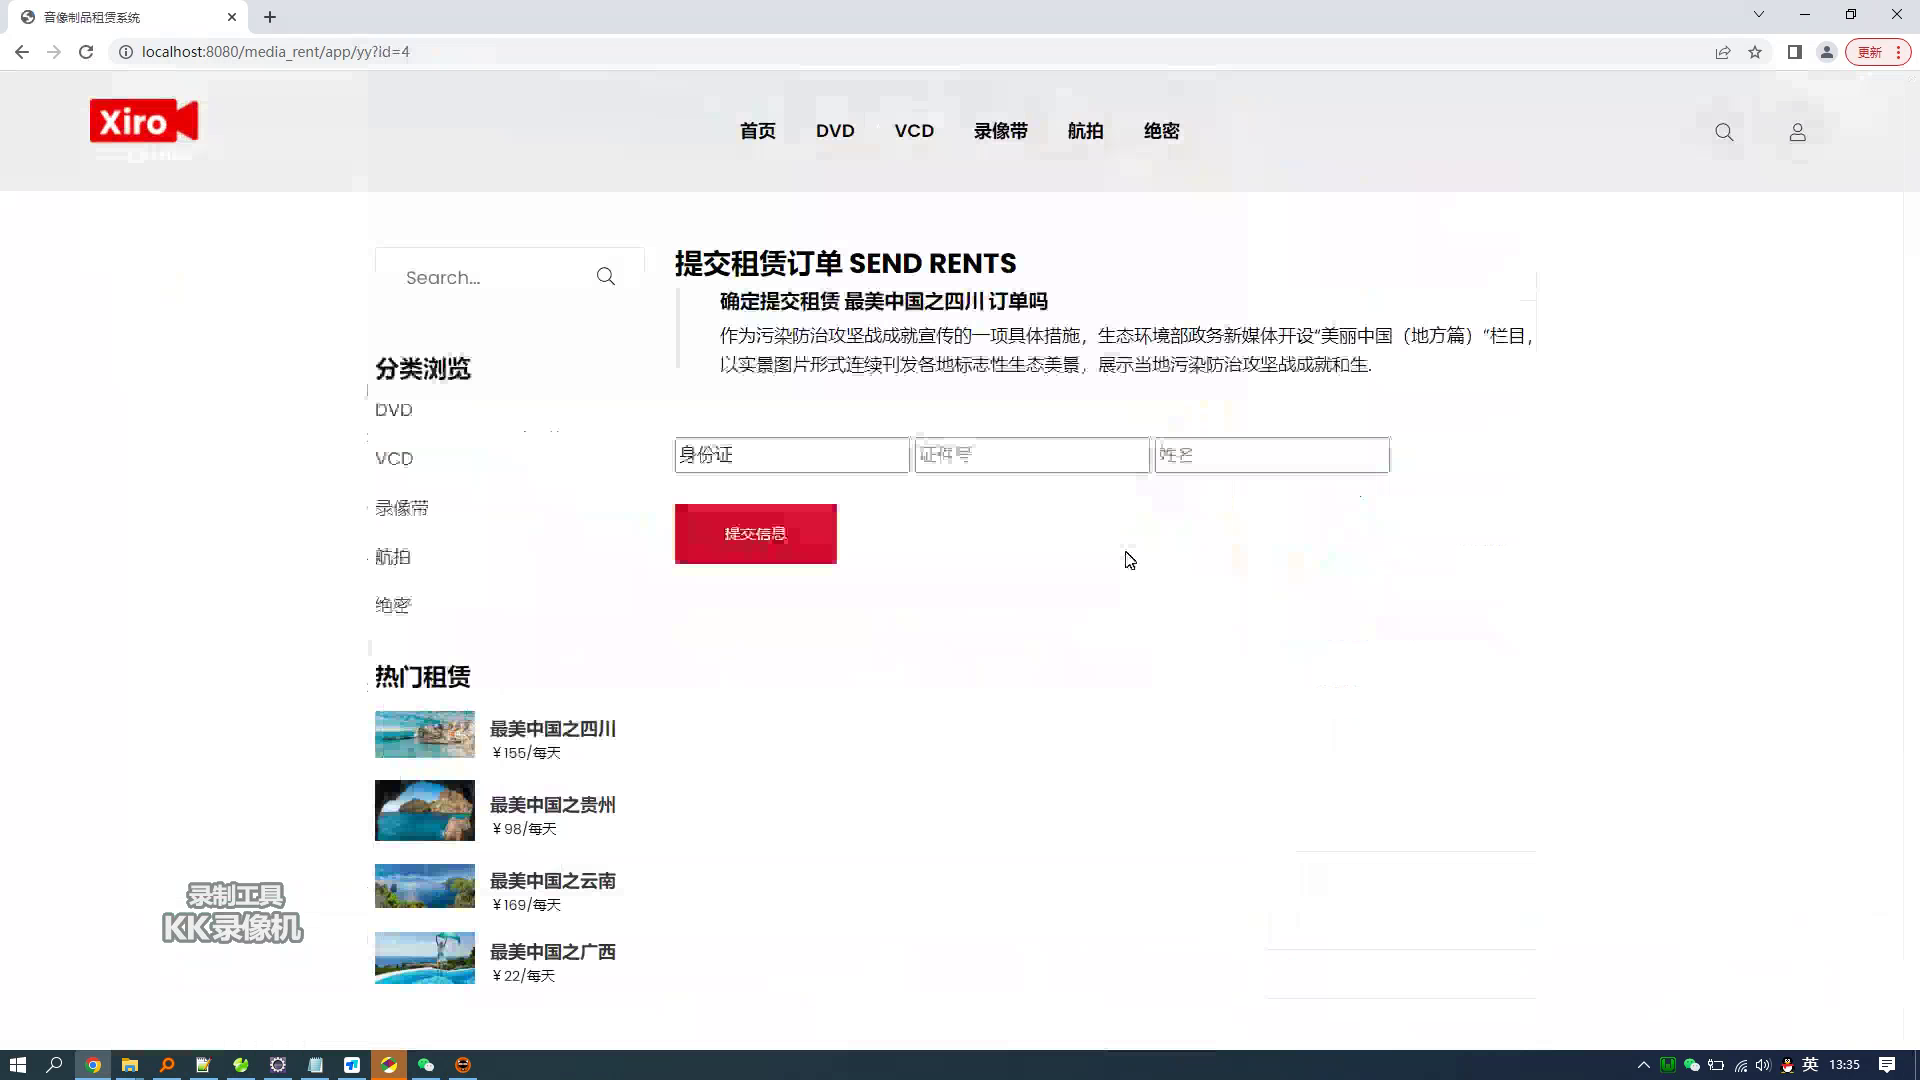 音像制品租赁系统
localhost:8080/media_rent/app/yy?id=4
更新
Xiro
首页 DVD VCD 录像带 航拍 绝密
Search...
分类浏览
DVD
VCD
录像带
航拍
绝密
热门租赁
最美中国之四川
￥155/每天
最美中国之贵州
￥98/每天
最美中国之云南
￥169/每天
最美中国之广西
￥22/每天
提交租赁订单 SEND RENTS
确定提交租赁 最美中国之四川 订单吗
作为污染防治攻坚战成就宣传的一项具体措施，生态环境部政务新媒体开设“美丽中国（地方篇）”栏目，
以实景图片形式连续刊发各地标志性生态美景，展示当地污染防治攻坚战成就和生.
身份证 证件号 姓名
提交信息
录制工具
KK录像机
英 13:35